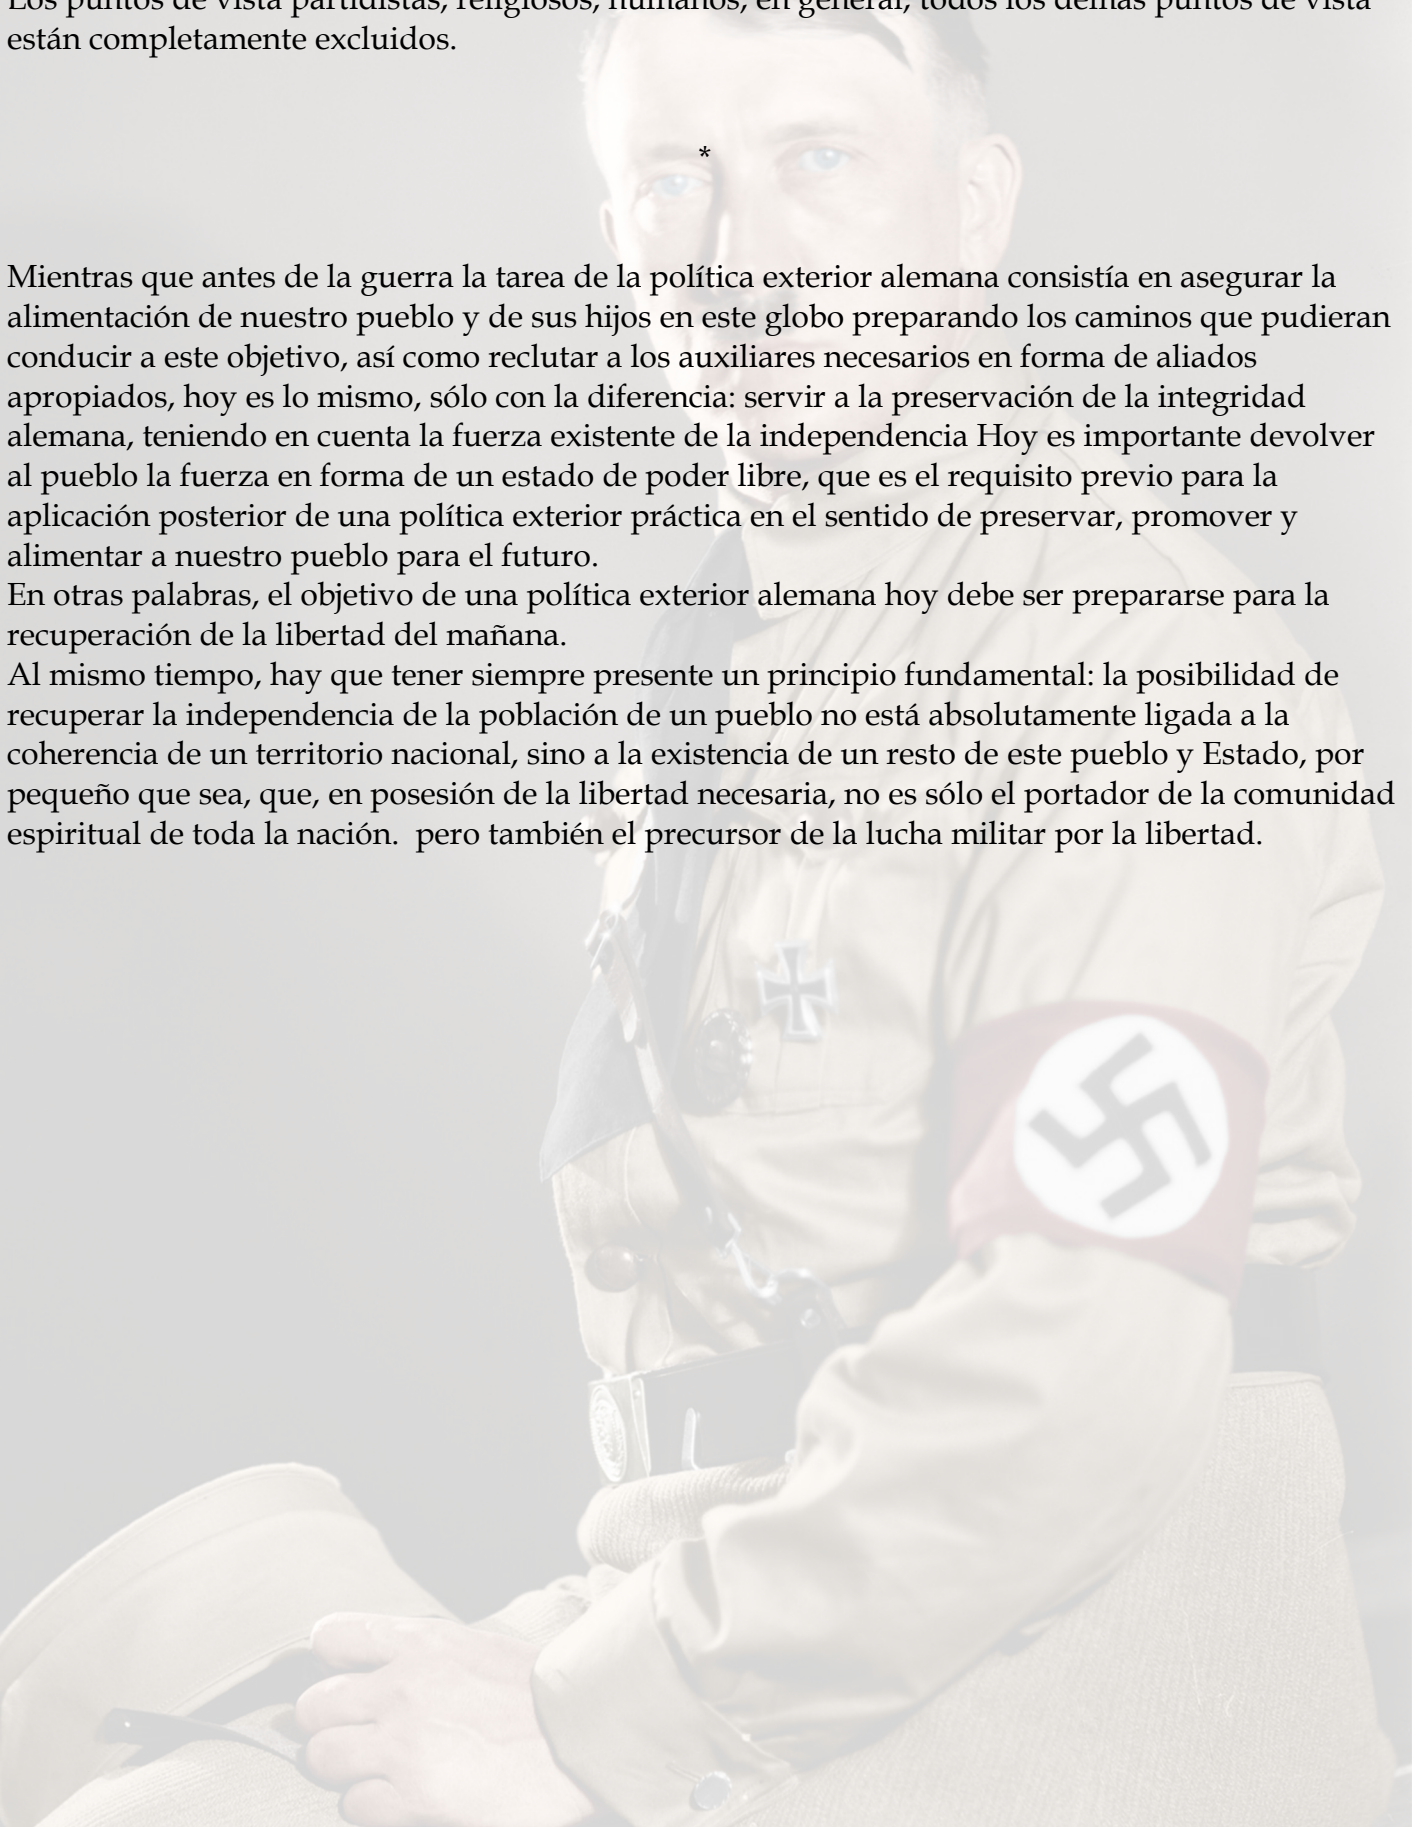 Los puntos de vista partidistas, religiosos, humanos, en general, todos los demás puntos de vista
están completamente excluidos.
*
Mientras que antes de la guerra la tarea de la política exterior alemana consistía en asegurar la
alimentación de nuestro pueblo y de sus hijos en este globo preparando los caminos que pudieran
conducir a este objetivo, así como reclutar a los auxiliares necesarios en forma de aliados
apropiados, hoy es lo mismo, sólo con la diferencia: servir a la preservación de la integridad
alemana, teniendo en cuenta la fuerza existente de la independencia Hoy es importante devolver
al pueblo la fuerza en forma de un estado de poder libre, que es el requisito previo para la
aplicación posterior de una política exterior práctica en el sentido de preservar, promover y
alimentar a nuestro pueblo para el futuro.
En otras palabras, el objetivo de una política exterior alemana hoy debe ser prepararse para la
recuperación de la libertad del mañana.
Al mismo tiempo, hay que tener siempre presente un principio fundamental: la posibilidad de
recuperar la independencia de la población de un pueblo no está absolutamente ligada a la
coherencia de un territorio nacional, sino a la existencia de un resto de este pueblo y Estado, por
pequeño que sea, que, en posesión de la libertad necesaria, no es sólo el portador de la comunidad
espiritual de toda la nación.  pero también el precursor de la lucha militar por la libertad.